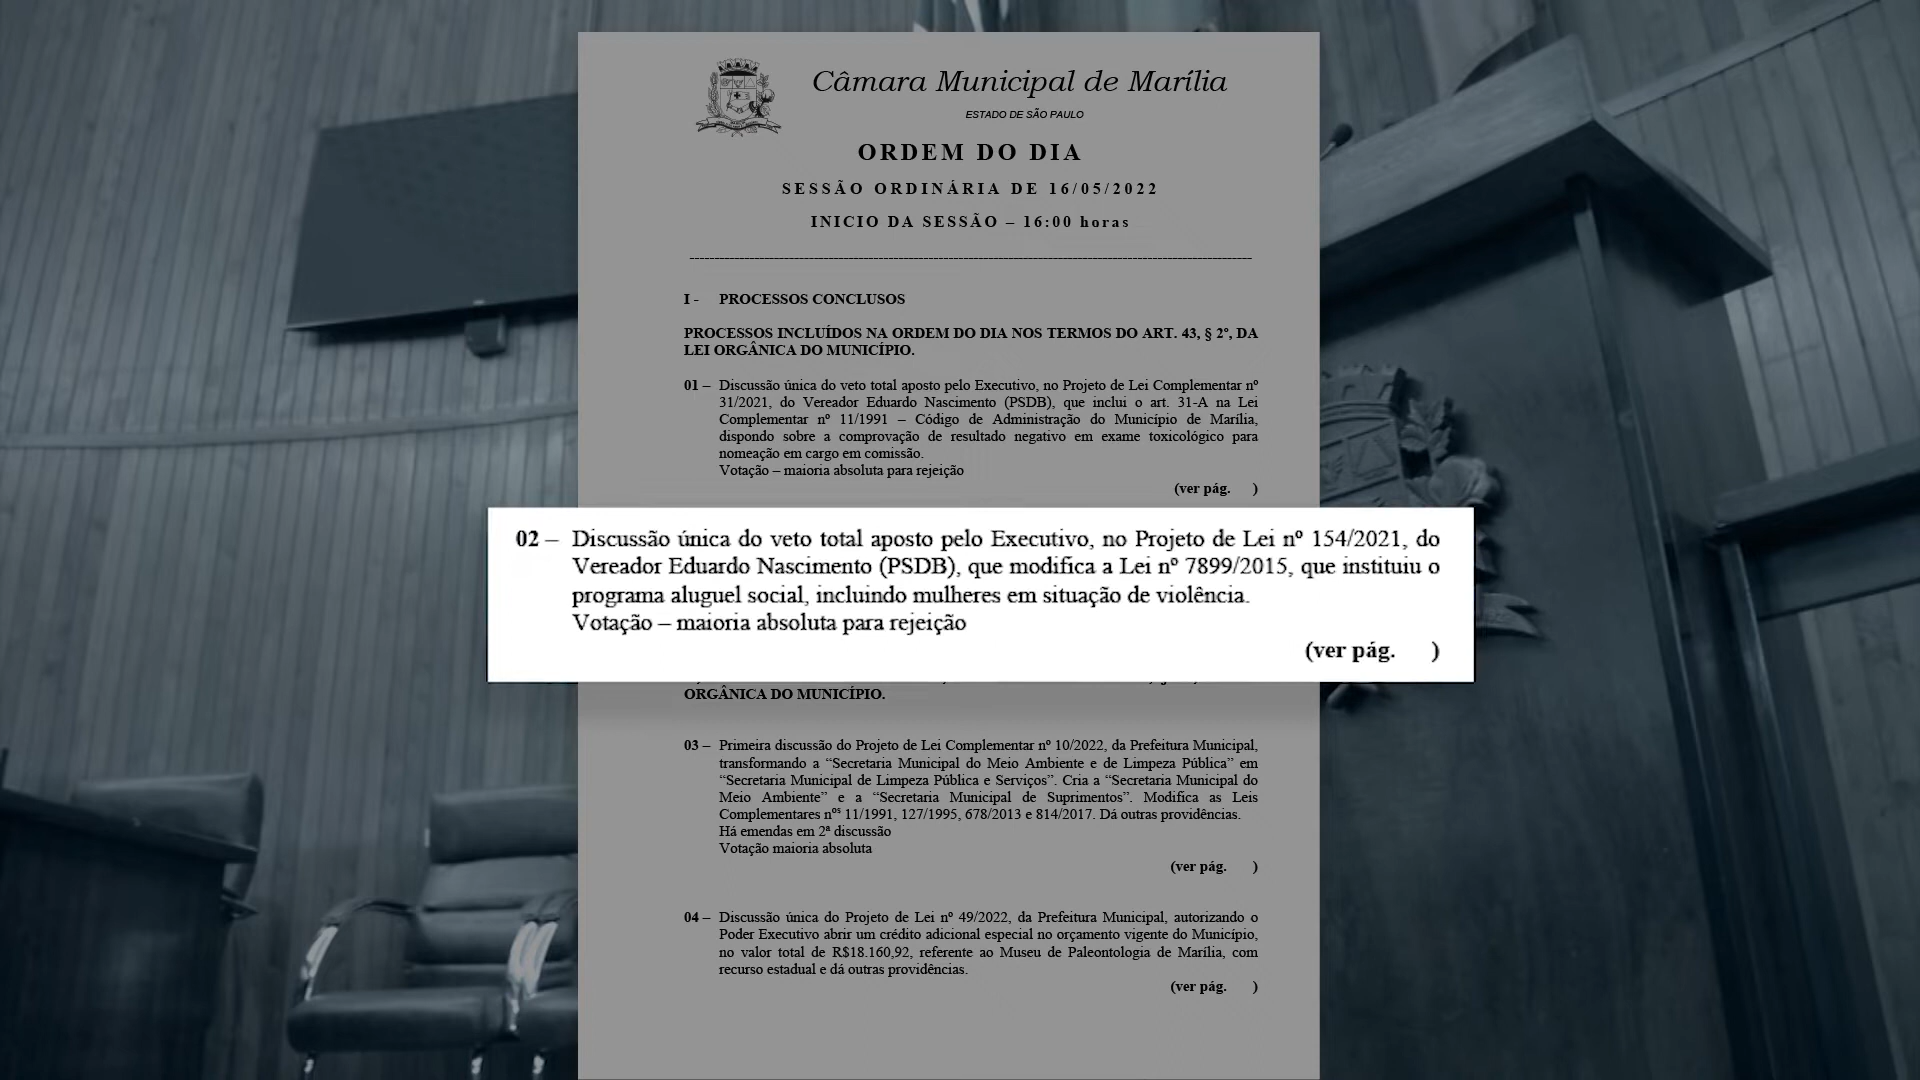 Câmara Municipal de Marília
ESTADO DE SÃO PAULO
ORDEM DO DIA
SESSÃO ORDINÁRIA DE 16/05/2022
INICIO DA SESSÃO – 16:00 horas
I - PROCESSOS CONCLUSOS
PROCESSOS INCLUÍDOS NA ORDEM DO DIA NOS TERMOS DO ART. 43, § 2º, DA
LEI ORGÂNICA DO MUNICÍPIO.
01 – Discussão única do veto total aposto pelo Executivo, no Projeto de Lei Complementar nº
31/2021, do Vereador Eduardo Nascimento (PSDB), que inclui o art. 31-A na Lei
Complementar nº 11/1991 – Código de Administração do Município de Marília,
dispondo sobre a comprovação de resultado negativo em exame toxicológico para
nomeação em cargo em comissão.
Votação – maioria absoluta para rejeição
(ver pág. )
02 – Discussão única do veto total aposto pelo Executivo, no Projeto de Lei nº 154/2021, do
Vereador Eduardo Nascimento (PSDB), que modifica a Lei nº 7899/2015, que instituiu o
programa aluguel social, incluindo mulheres em situação de violência.
Votação – maioria absoluta para rejeição
(ver pág. )
ORGÂNICA DO MUNICÍPIO.
03 – Primeira discussão do Projeto de Lei Complementar nº 10/2022, da Prefeitura Municipal,
transformando a “Secretaria Municipal do Meio Ambiente e de Limpeza Pública” em
“Secretaria Municipal de Limpeza Pública e Serviços”. Cria a “Secretaria Municipal do
Meio Ambiente” e a “Secretaria Municipal de Suprimentos”. Modifica as Leis
Complementares nºs 11/1991, 127/1995, 678/2013 e 814/2017. Dá outras providências.
Há emendas em 2ª discussão
Votação maioria absoluta
(ver pág. )
04 – Discussão única do Projeto de Lei nº 49/2022, da Prefeitura Municipal, autorizando o
Poder Executivo abrir um crédito adicional especial no orçamento vigente do Município,
no valor total de R$18.160,92, referente ao Museu de Paleontologia de Marília, com
recurso estadual e dá outras providências.
(ver pág. )